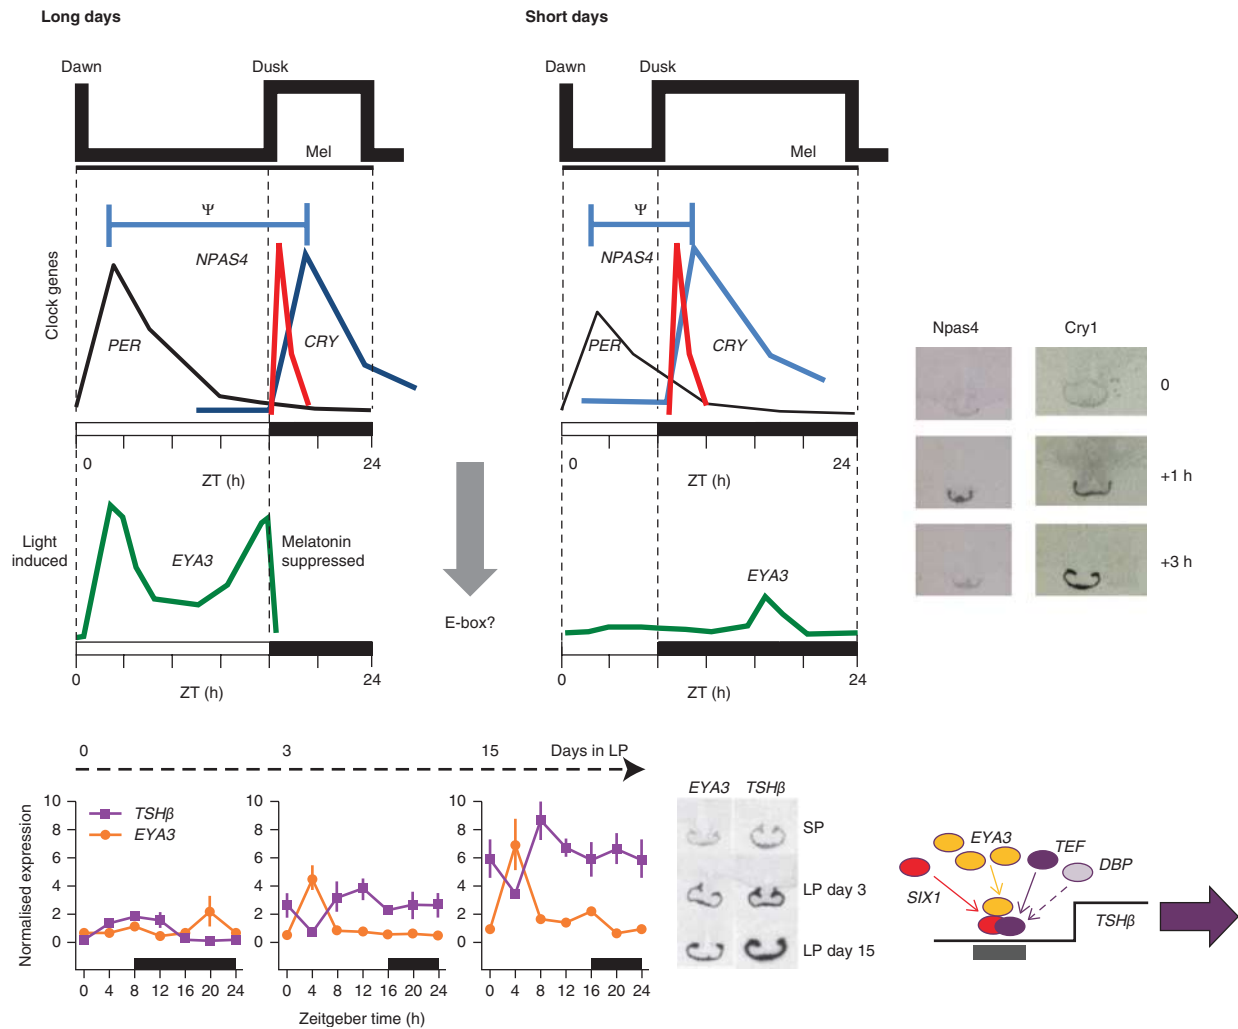 Long days
Short days
Dawn
Dusk
Dawn
Dusk
Mel
Mel
Ψ
Ψ
NPAS4
NPAS4
Clock genes
PER
CRY
PER
CRY
0
24
0
24
ZT (h)
ZT (h)
Npas4
Cry1
0
+1 h
+3 h
Light
induced
EYA3
Melatonin
suppressed
E-box?
EYA3
0
24
0
24
ZT (h)
ZT (h)
0
3
15
Days in LP
Normalised expression
10
8
6
4
2
0
TSHβ
EYA3
0 4 8 12 16 20 24
10
8
6
4
2
0
0 4 8 12 16 20 24
10
8
6
4
2
0
0 4 8 12 16 20 24
Zeitgeber time (h)
EYA3
TSHβ
SP
LP day 3
LP day 15
EYA3
TEF
DBP
SIX1
TSHβ